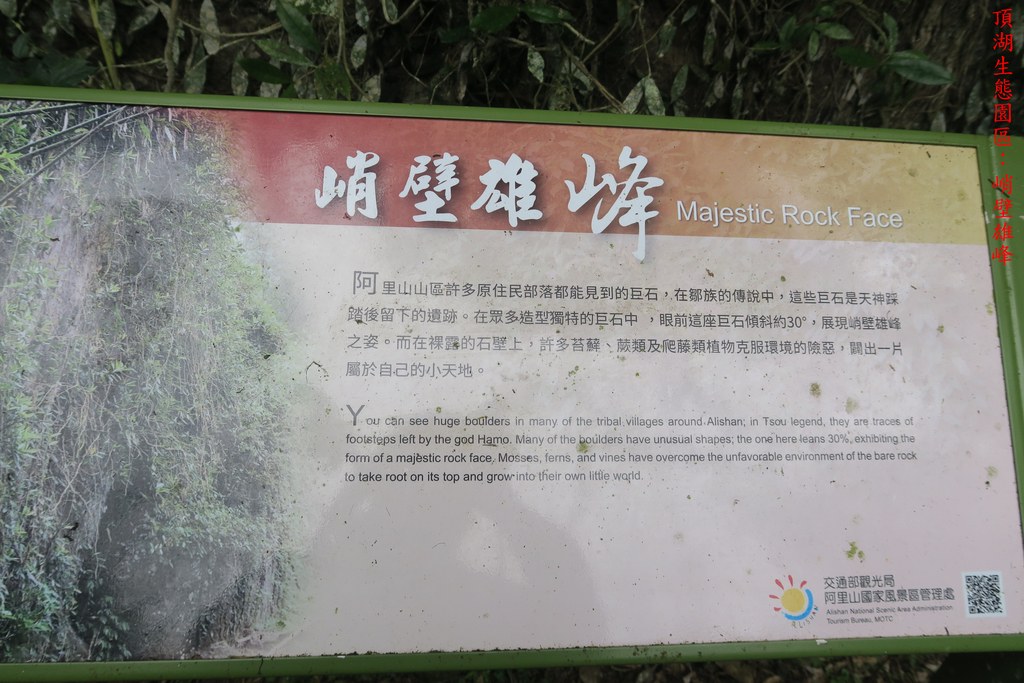 峭壁雄峰 Majestic Rock Face
阿里山山區許多原住民部落都能見到的巨石，在鄒族的傳說中，這些巨石是天神踩
踏後留下的遺跡。在眾多造型獨特的巨石中，眼前這座巨石傾斜約30°，展現峭壁雄峰
之姿。而在裸露的石壁上，許多苔蘚、蕨類及爬藤類植物克服環境的險惡，闢出一片
屬於自己的小天地。
You can see huge boulders in many of the tribal villages around Alishan; in Tsou legend, they are traces of
footsteps left by the god Hamo. Many of the boulders have unusual shapes; the one here leans 30%, exhibiting the
form of a majestic rock face. Mosses, ferns, and vines have overcome the unfavorable environment of the bare rock
to take root on its top and grow into their own little world.
交通部觀光局
阿里山國家風景區管理處
Alishan National Scenic Area Administration
Tourism Bureau, MOTC
頂湖生態園區：峭壁雄峰